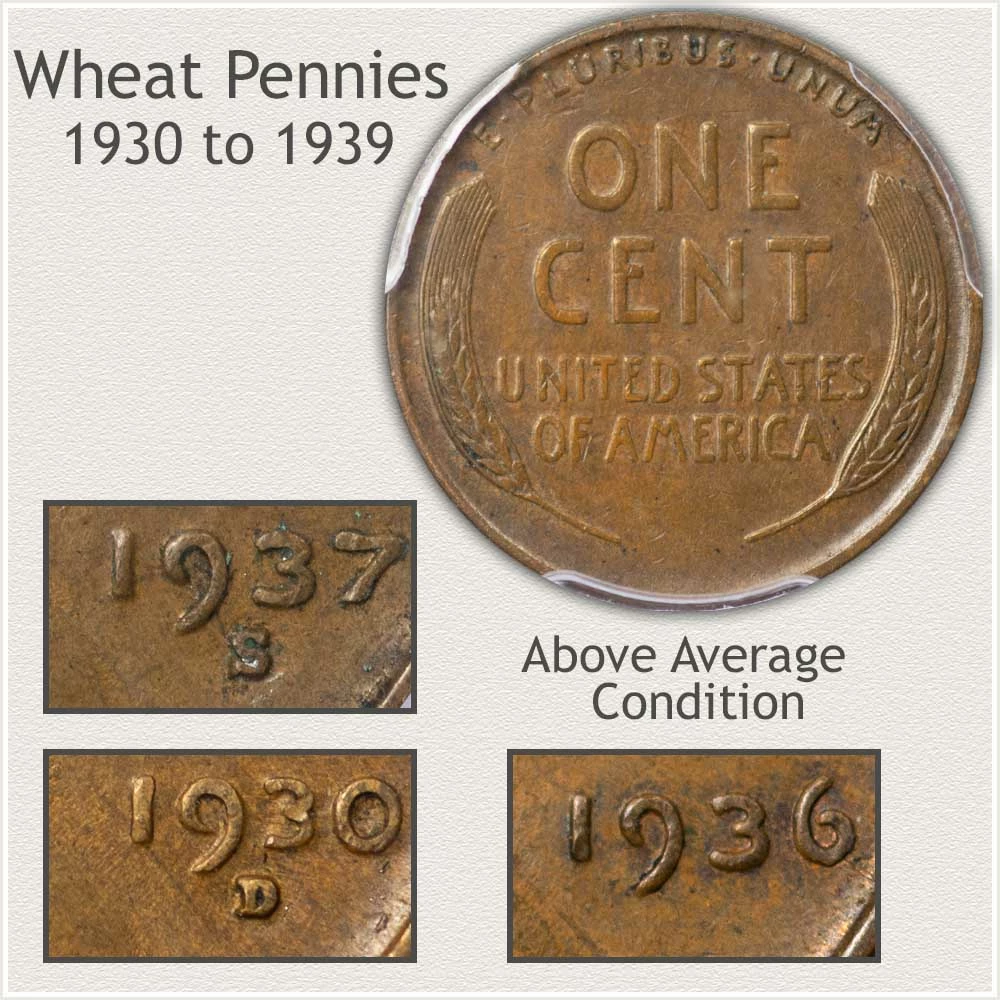 Wheat Pennies
1930 to 1939
E·PLURIBUS·UNUM
ONE
CENT
UNITED STATES
OF AMERICA
1937
S
Above Average
Condition
1930
D
1936